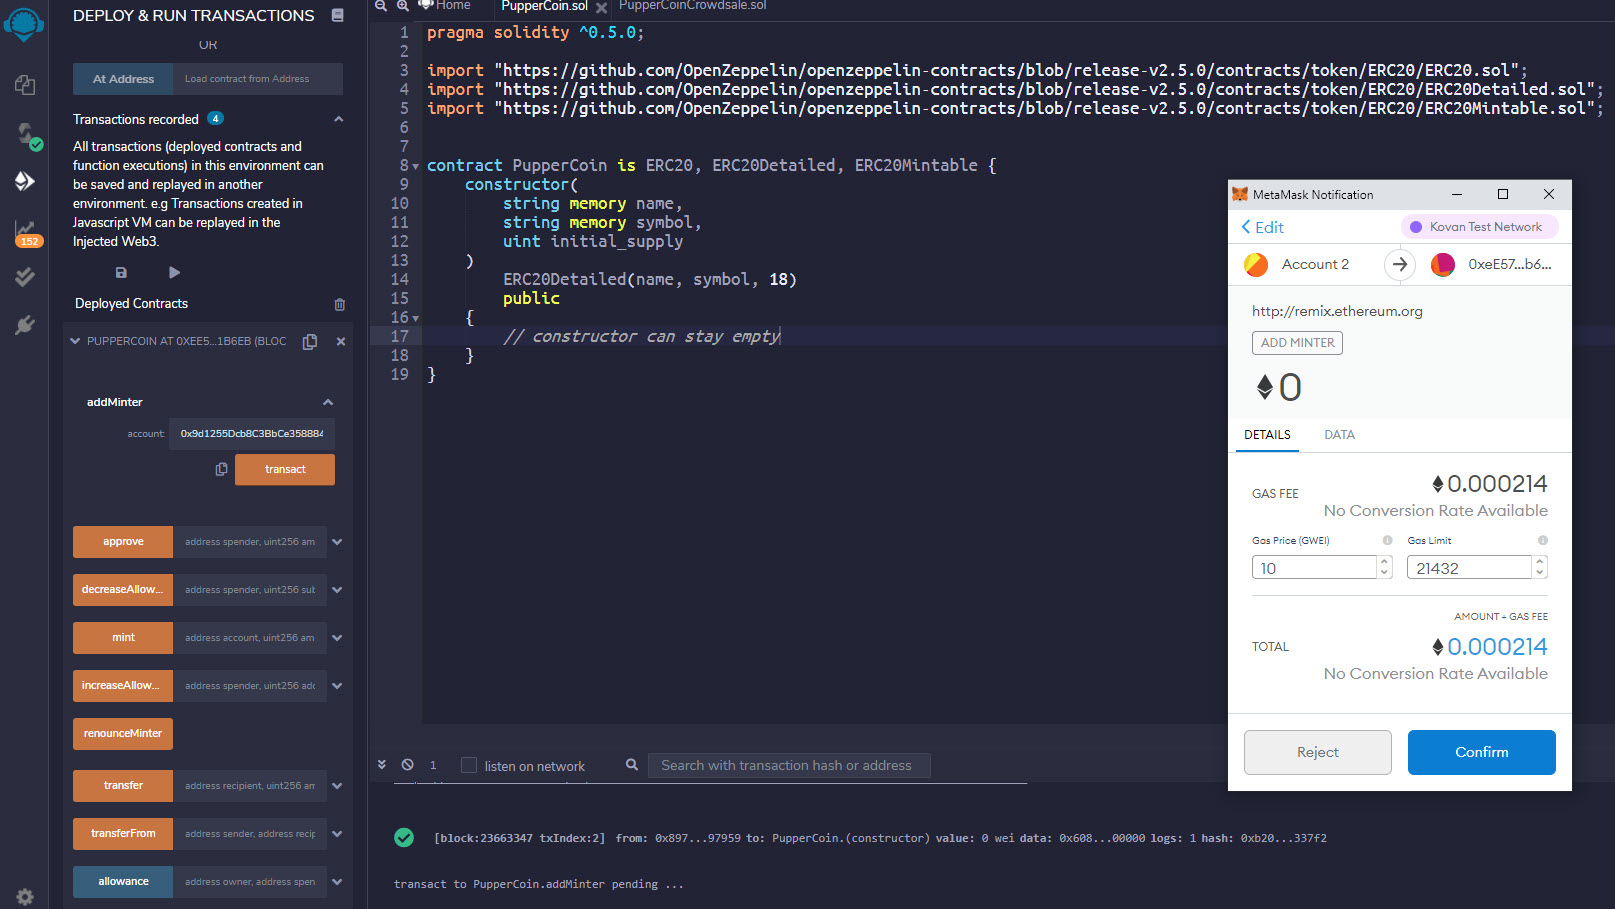 DEPLOY & RUN TRANSACTIONS
OR
At Address
Load contract from Address
Transactions recorded 4
All transactions (deployed contracts and
function executions) in this environment can
be saved and replayed in another
environment. e.g Transactions created in
Javascript VM can be replayed in the
Injected Web3.
152
Deployed Contracts
PUPPERCOIN AT 0XEE5...1B6EB (BLOC
addMinter
account:
0x9d1255Dcb8C3BbCe358884
transact
approve
address spender, uint256 am
decreaseAllow...
address spender, uint256 sub
mint
address account, uint256 am
increaseAllow...
address spender, uint256 add
renounceMinter
transfer
address recipient, uint256 am
transferFrom
address sender, address recip
allowance
address owner, address spen
Home
PupperCoin.sol
PupperCoinCrowdsale.sol
1 pragma solidity ^0.5.0;
2
3 import "https://github.com/OpenZeppelin/openzeppelin-contracts/blob/release-v2.5.0/contracts/token/ERC20/ERC20.sol";
4 import "https://github.com/OpenZeppelin/openzeppelin-contracts/blob/release-v2.5.0/contracts/token/ERC20/ERC20Detailed.sol";
5 import "https://github.com/OpenZeppelin/openzeppelin-contracts/blob/release-v2.5.0/contracts/token/ERC20/ERC20Mintable.sol";
6
7
8 contract PupperCoin is ERC20, ERC20Detailed, ERC20Mintable {
9 constructor(
10 string memory name,
11 string memory symbol,
12 uint initial_supply
13 )
14 ERC20Detailed(name, symbol, 18)
15 public
16 {
17 // constructor can stay empty
18 }
19 }
1
listen on network
Search with transaction hash or address
[block:23663347 txIndex:2] from: 0x897...97959 to: PupperCoin.(constructor) value: 0 wei data: 0x608...00000 logs: 1 hash: 0xb20...337f2
transact to PupperCoin.addMinter pending ...
MetaMask Notification
Edit
Kovan Test Network
Account 2
0xeE57...b6...
http://remix.ethereum.org
ADD MINTER
0
DETAILS
DATA
GAS FEE
0.000214
No Conversion Rate Available
Gas Price (GWEI)
Gas Limit
10
21432
AMOUNT + GAS FEE
TOTAL
0.000214
No Conversion Rate Available
Reject
Confirm